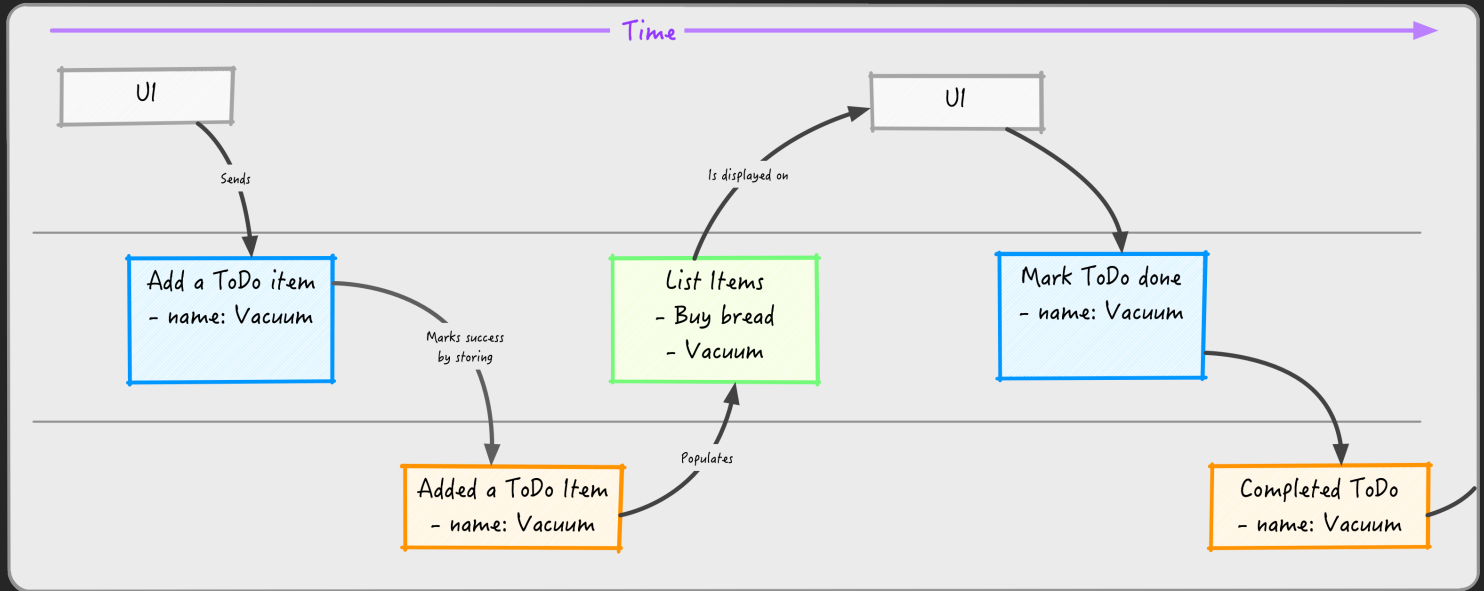 Time
UI
UI
Sends
Is displayed on
Add a ToDo item
- name: Vacuum
Marks success
by storing
List Items
- Buy bread
- Vacuum
Mark ToDo done
- name: Vacuum
Populates
Added a ToDo Item
- name: Vacuum
Completed ToDo
- name: Vacuum